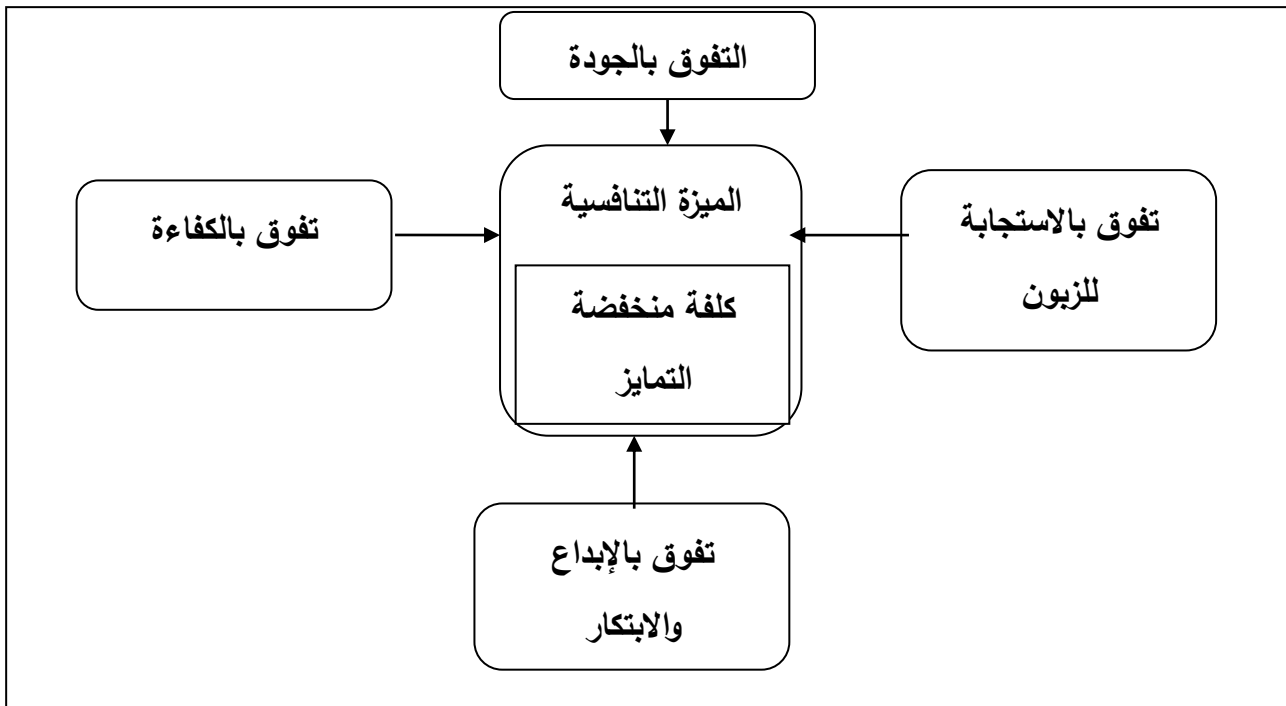 التفوق بالجودة
الميزة التنافسية
تفوق بالاستجابة
للزبون
تفوق بالكفاءة
كلفة منخفضة
التمايز
تفوق بالإبداع
والابتكار